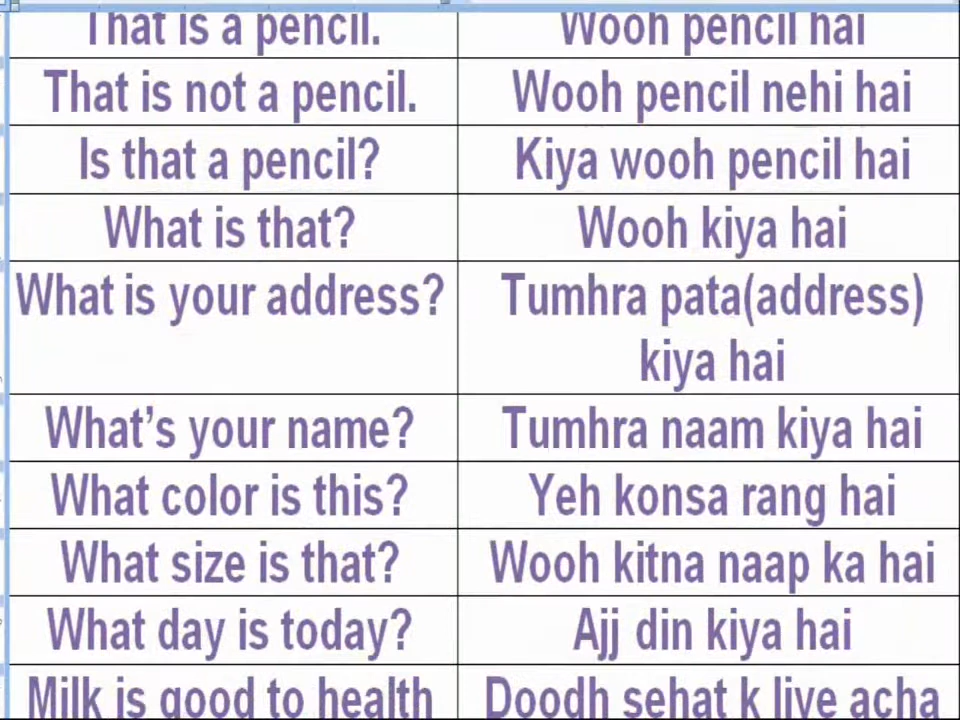 That is a pencil.
Wooh pencil hai
That is not a pencil.
Wooh pencil nehi hai
Is that a pencil?
Kiya wooh pencil hai
What is that?
Wooh kiya hai
What is your address?
Tumhra pata(address)
kiya hai
What’s your name?
Tumhra naam kiya hai
What color is this?
Yeh konsa rang hai
What size is that?
Wooh kitna naap ka hai
What day is today?
Ajj din kiya hai
Milk is good to health
Doodh sehat k liye acha